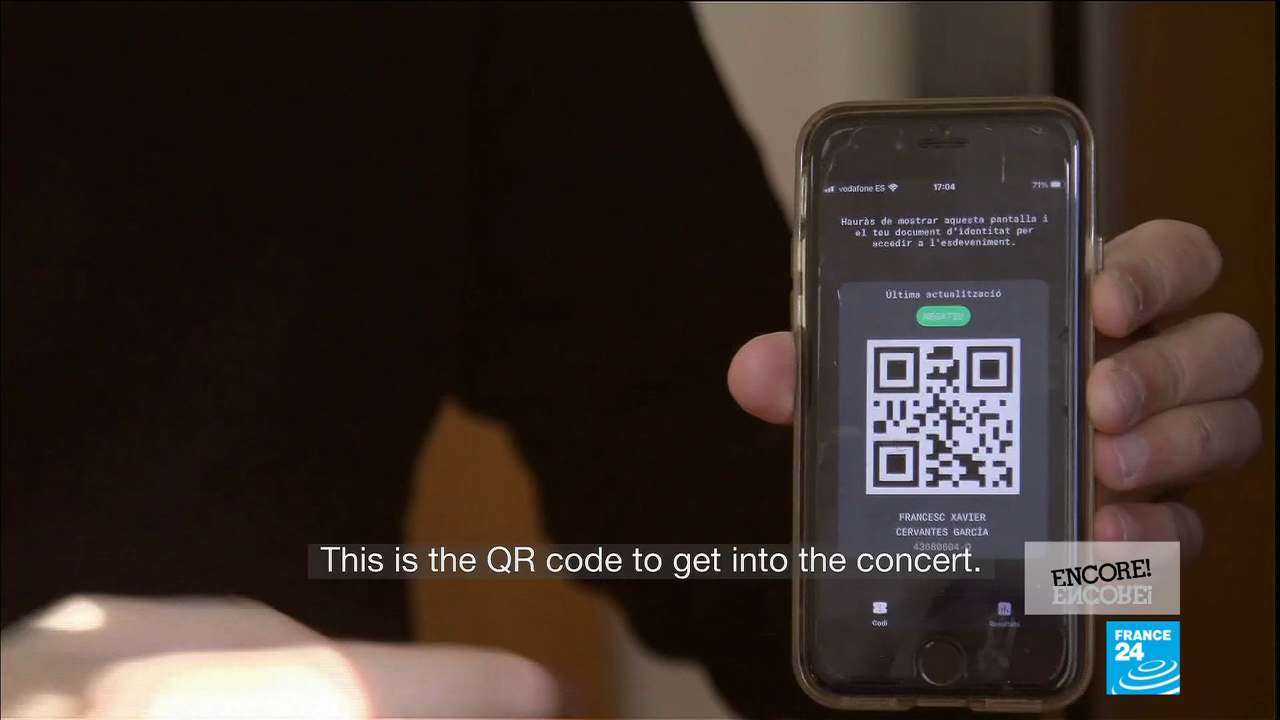 vodafone ES 17:04 71%
Hauràs de mostrar aquesta pantalla i
el teu document d'identitat per
accedir a l'esdeveniment.
Última actualització
NEGATIU
FRANCESC XAVIER
CERVANTES GARCÍA
This is the QR code to get into the concert.
ENCORE!
Codi
Resultats
FRANCE
24